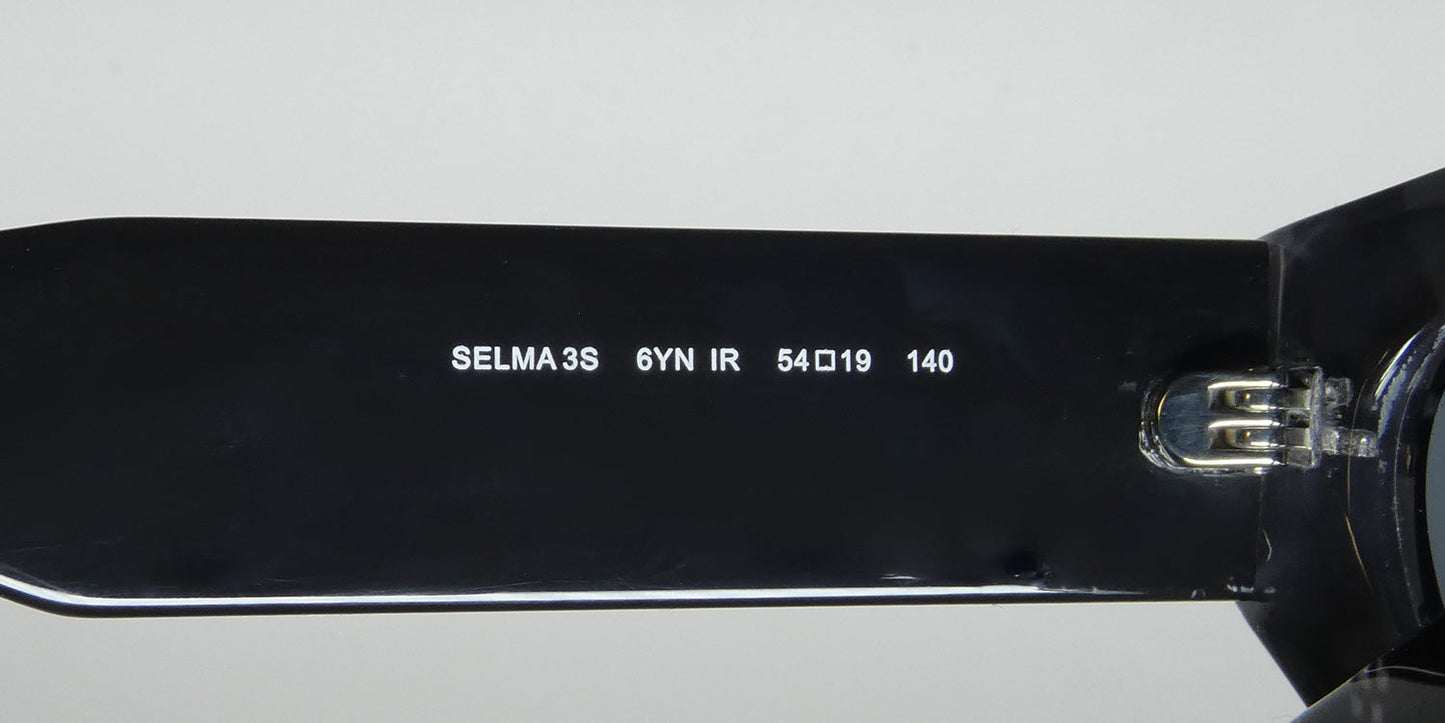 SELMA 3S 6YN IR 54□19 140